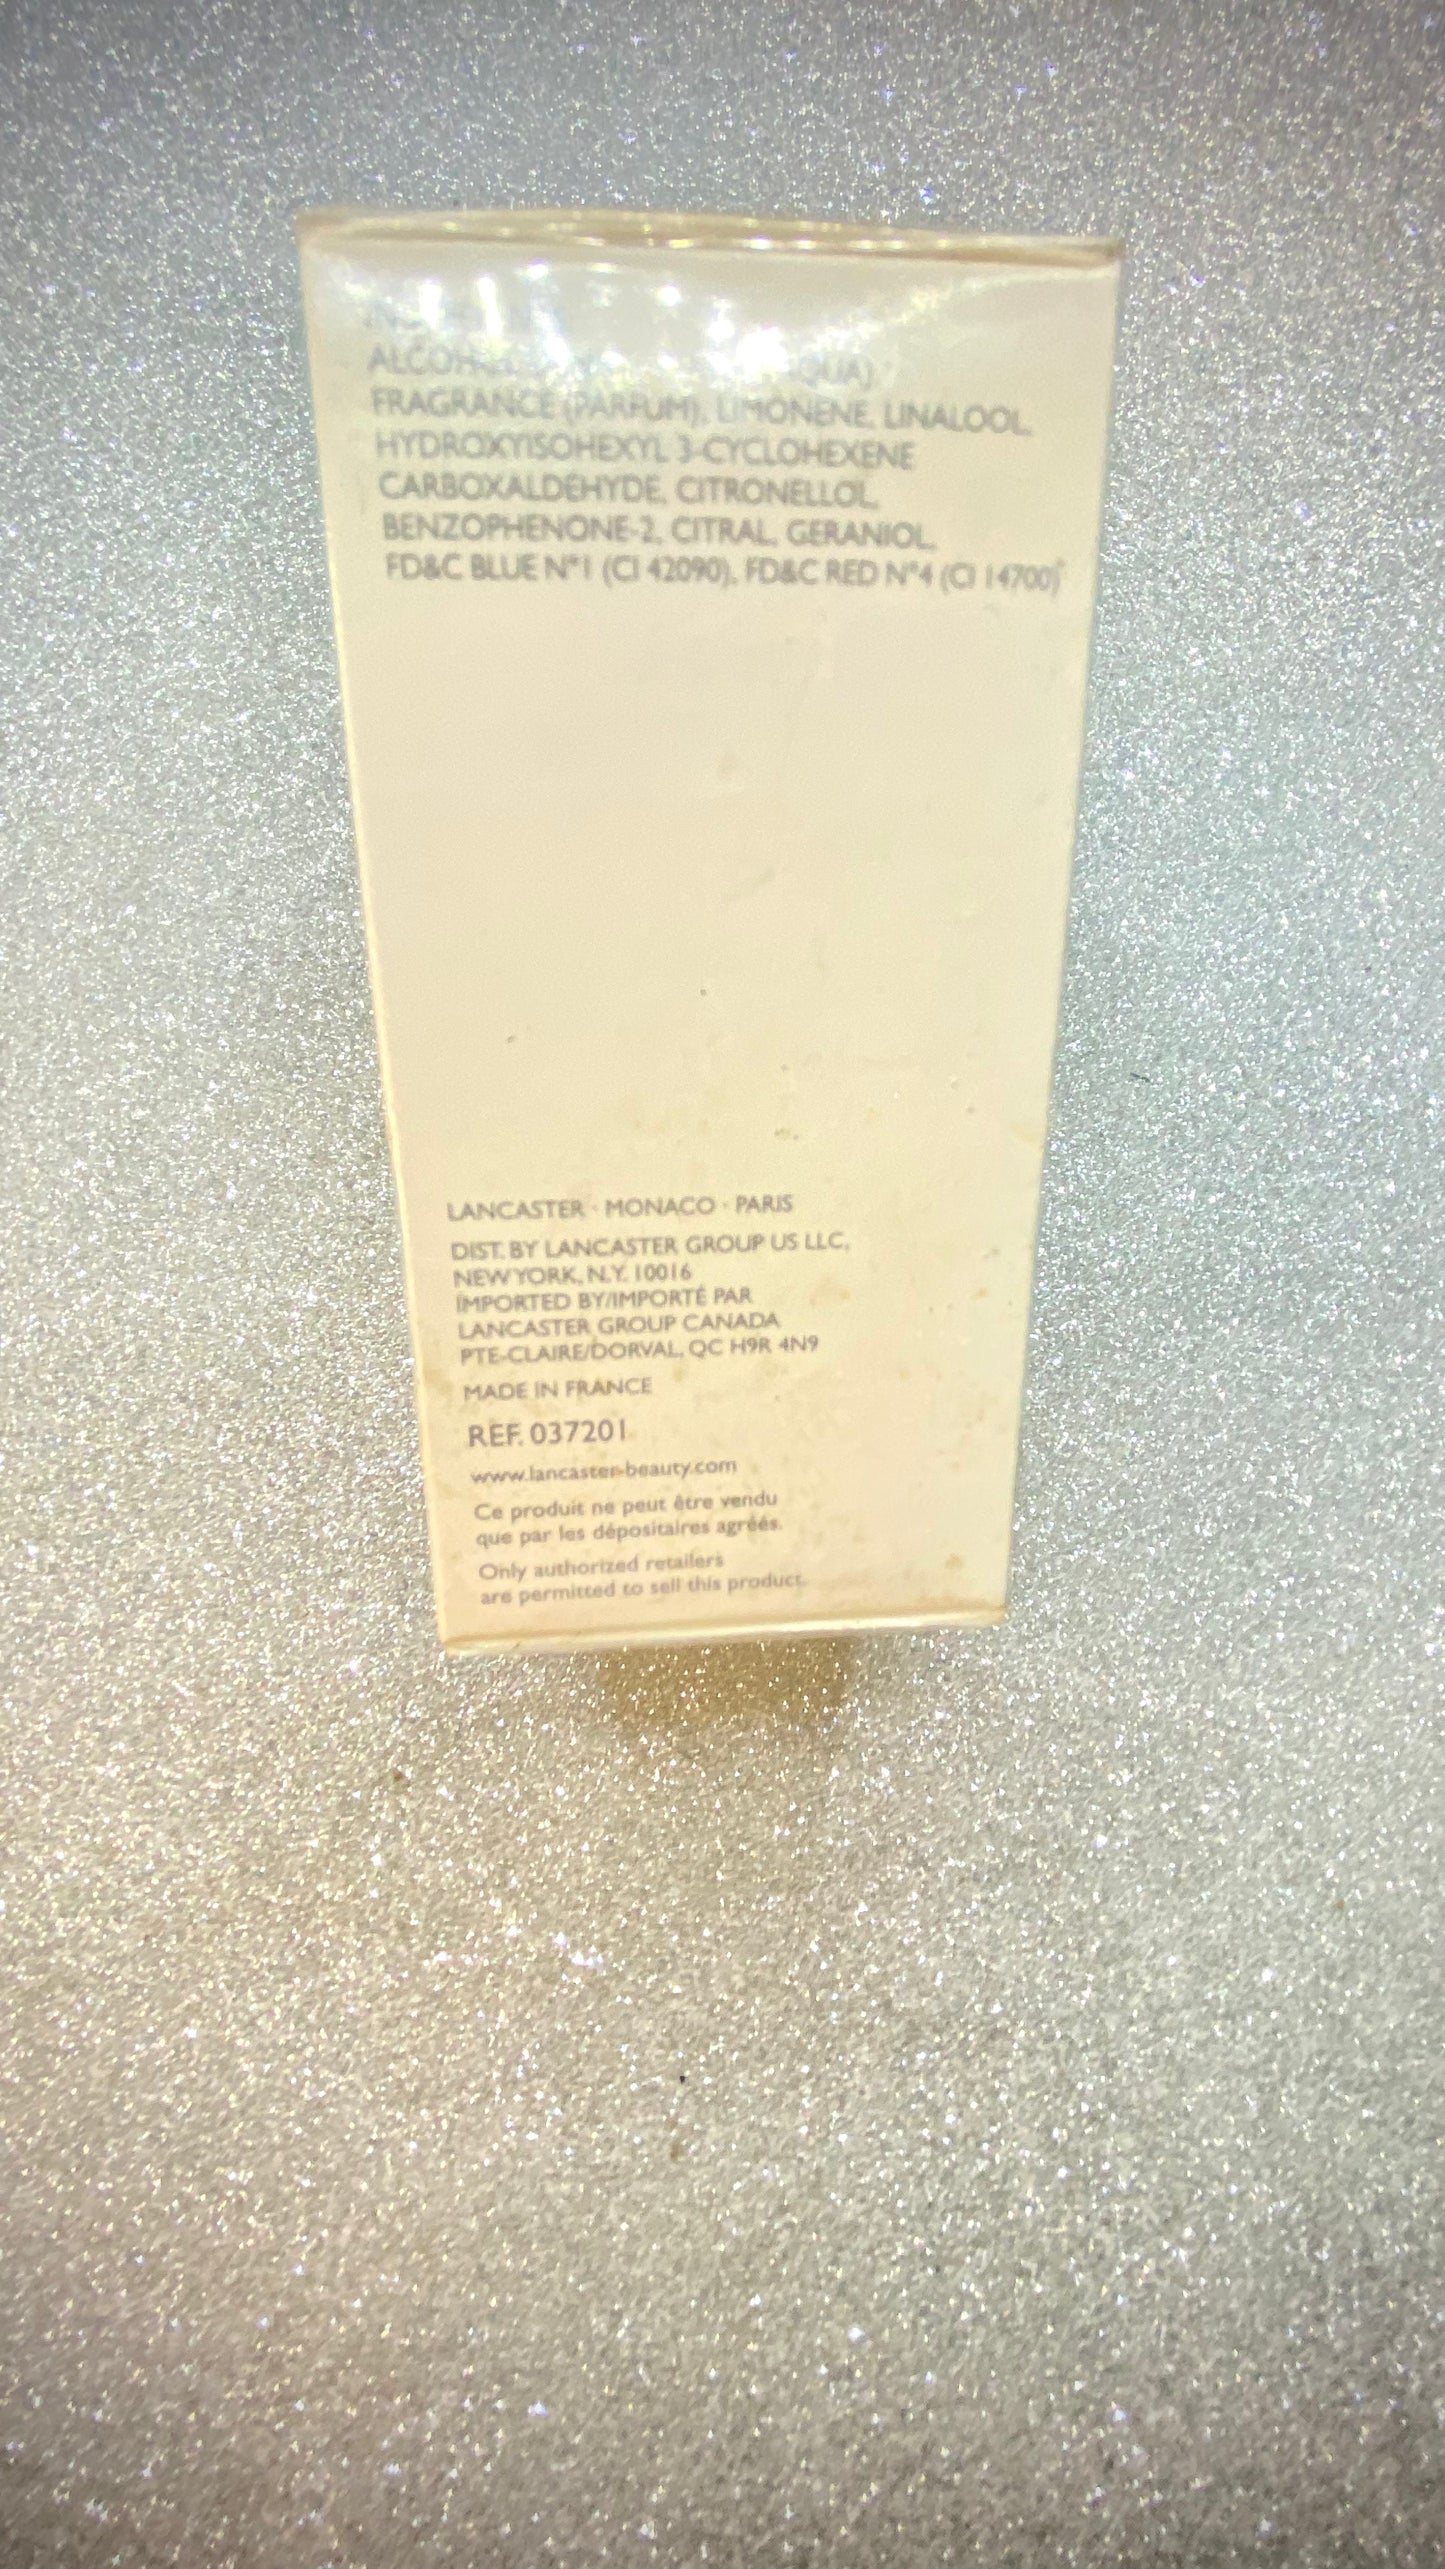 FRAGRANCE (PARFUM), LIMONENE, LINALOOL,
HYDROXYISOHEXYL 3-CYCLOHEXENE
CARBOXALDEHYDE, CITRONELLOL,
BENZOPHENONE-2, CITRAL, GERANIOL,
FD&C BLUE N°1 (CI 42090), FD&C RED N°4 (CI 14700)
LANCASTER · MONACO · PARIS
DIST. BY LANCASTER GROUP US LLC,
NEW YORK, N.Y. 10016
IMPORTED BY/IMPORTÉ PAR
LANCASTER GROUP CANADA
PTE-CLAIRE/DORVAL, QC H9R 4N9
MADE IN FRANCE
REF. 037201
www.lancaster-beauty.com
Ce produit ne peut être vendu
que par les dépositaires agréés.
Only authorized retailers
are permitted to sell this product.